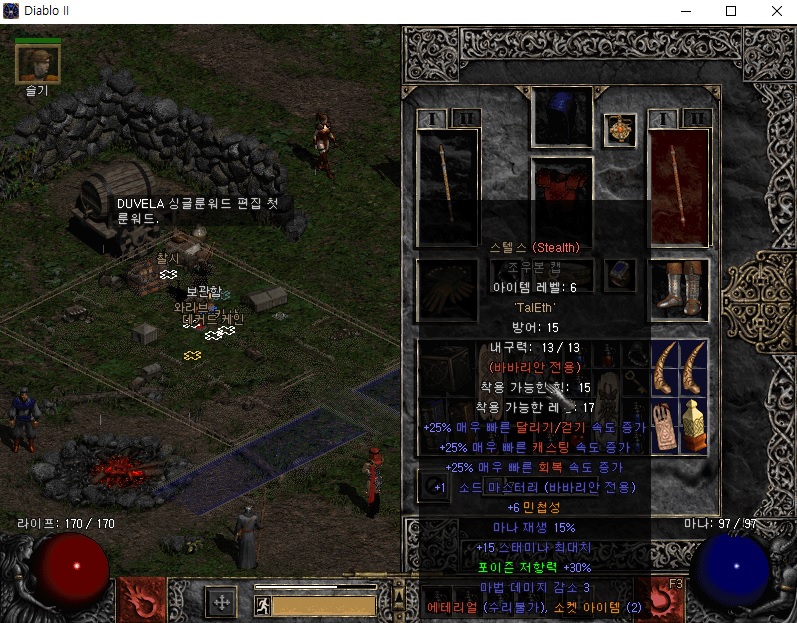 Diablo II
슬기
DUVELA 싱글룬워드 편집 첫
룬워드.
찰시
보관함
와리브
데커드 케인
I II
I II
스텔스 (Stealth)
조우본 캡
아이템 레벨: 6
'TalEth'
방어: 15
내구력: 13 / 13
(바바리안 전용)
착용 가능한 힘: 15
착용 가능한 레 : 17
+25% 매우 빠른 달리기/걷기 속도 증가
+25% 매우 빠른 캐스팅 속도 증가
+25% 매우 빠른 회복 속도 증가
+1 소드 마스터리 (바바리안 전용)
+6 민첩성
마나 재생 15%
+15 스태미나 최대치
포이즌 저항력 +30%
마법 데미지 감소 3
에테리얼 (수리불가), 소켓 아이템 (2)
라이프: 170 / 170
마나: 97 / 97
F3